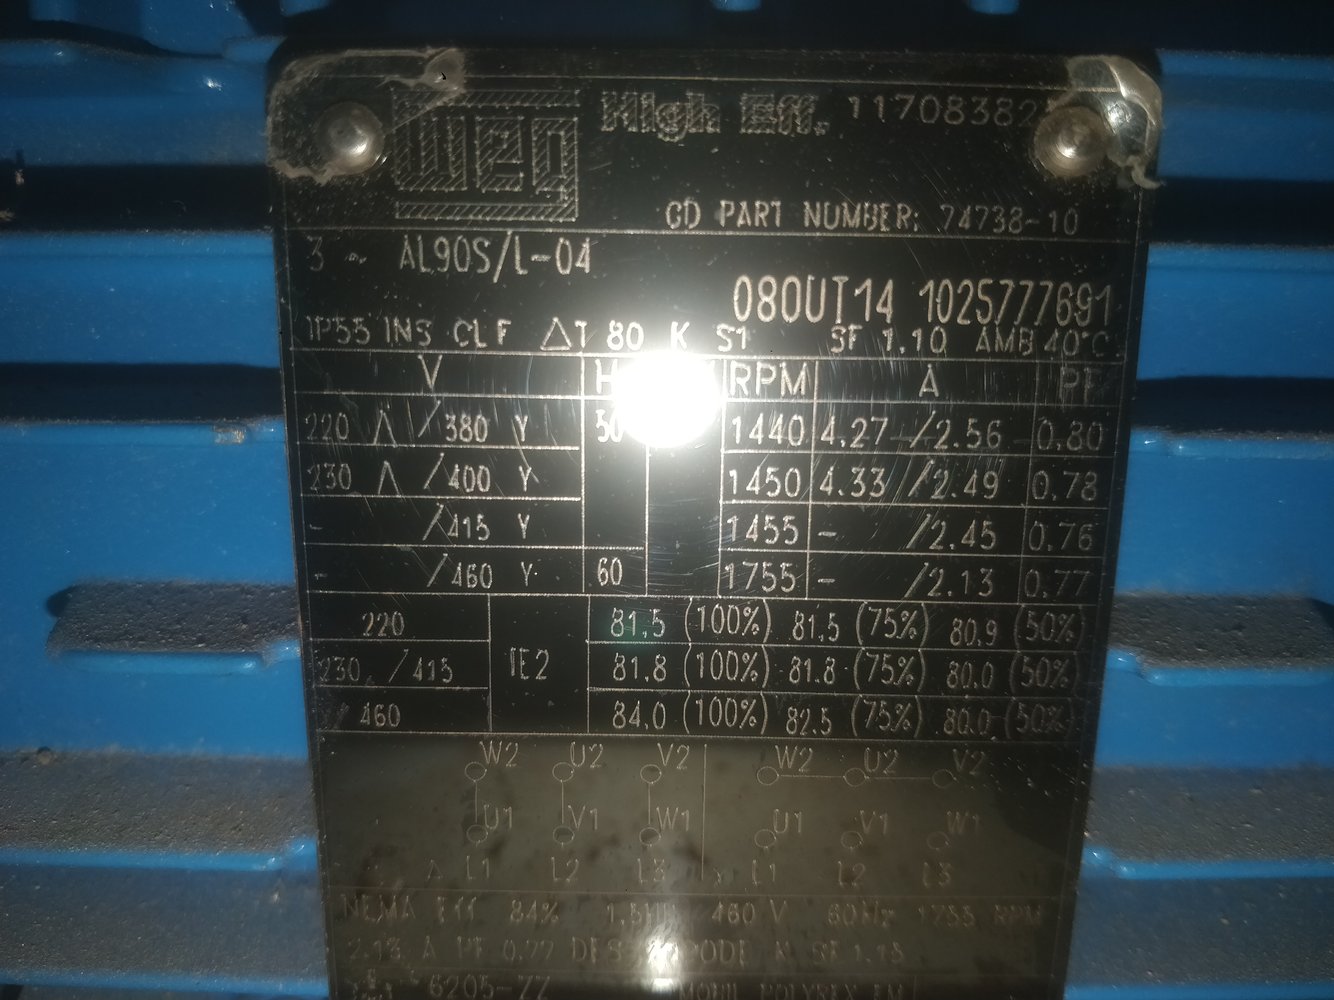 weg High Eff. 11708382
GD PART NUMBER: 74738-10
3 ~ AL90S/L-04
080UT14 1025777691
IP55 INS CL F ΔT 80 K S1 SF 1.10 AMB 40°C
V RPM A PF
220 Δ / 380 Y 50 1440 4.27 / 2.56 0.80
230 Δ / 400 Y 1450 4.33 / 2.49 0.78
- / 415 Y 1455 - / 2.45 0.76
- / 460 Y 60 1755 - / 2.13 0.77
220 81.5 (100%) 81.5 (75%) 80.9 (50%)
230 / 415 IE2 81.8 (100%) 81.8 (75%) 80.0 (50%)
/ 460 84.0 (100%) 82.5 (75%) 80.0 (50%)
W2 U2 V2 W2 U2 V2
U1 V1 W1 U1 V1 W1
Δ L1 L2 L3 L1 L2 L3
NEMA Eff 84% 1.5HP 460 V 60Hz 1755 RPM
2.13 A PF 0.77 DES CODE K SF 1.15
6205-ZZ MOBIL POLYREX EM